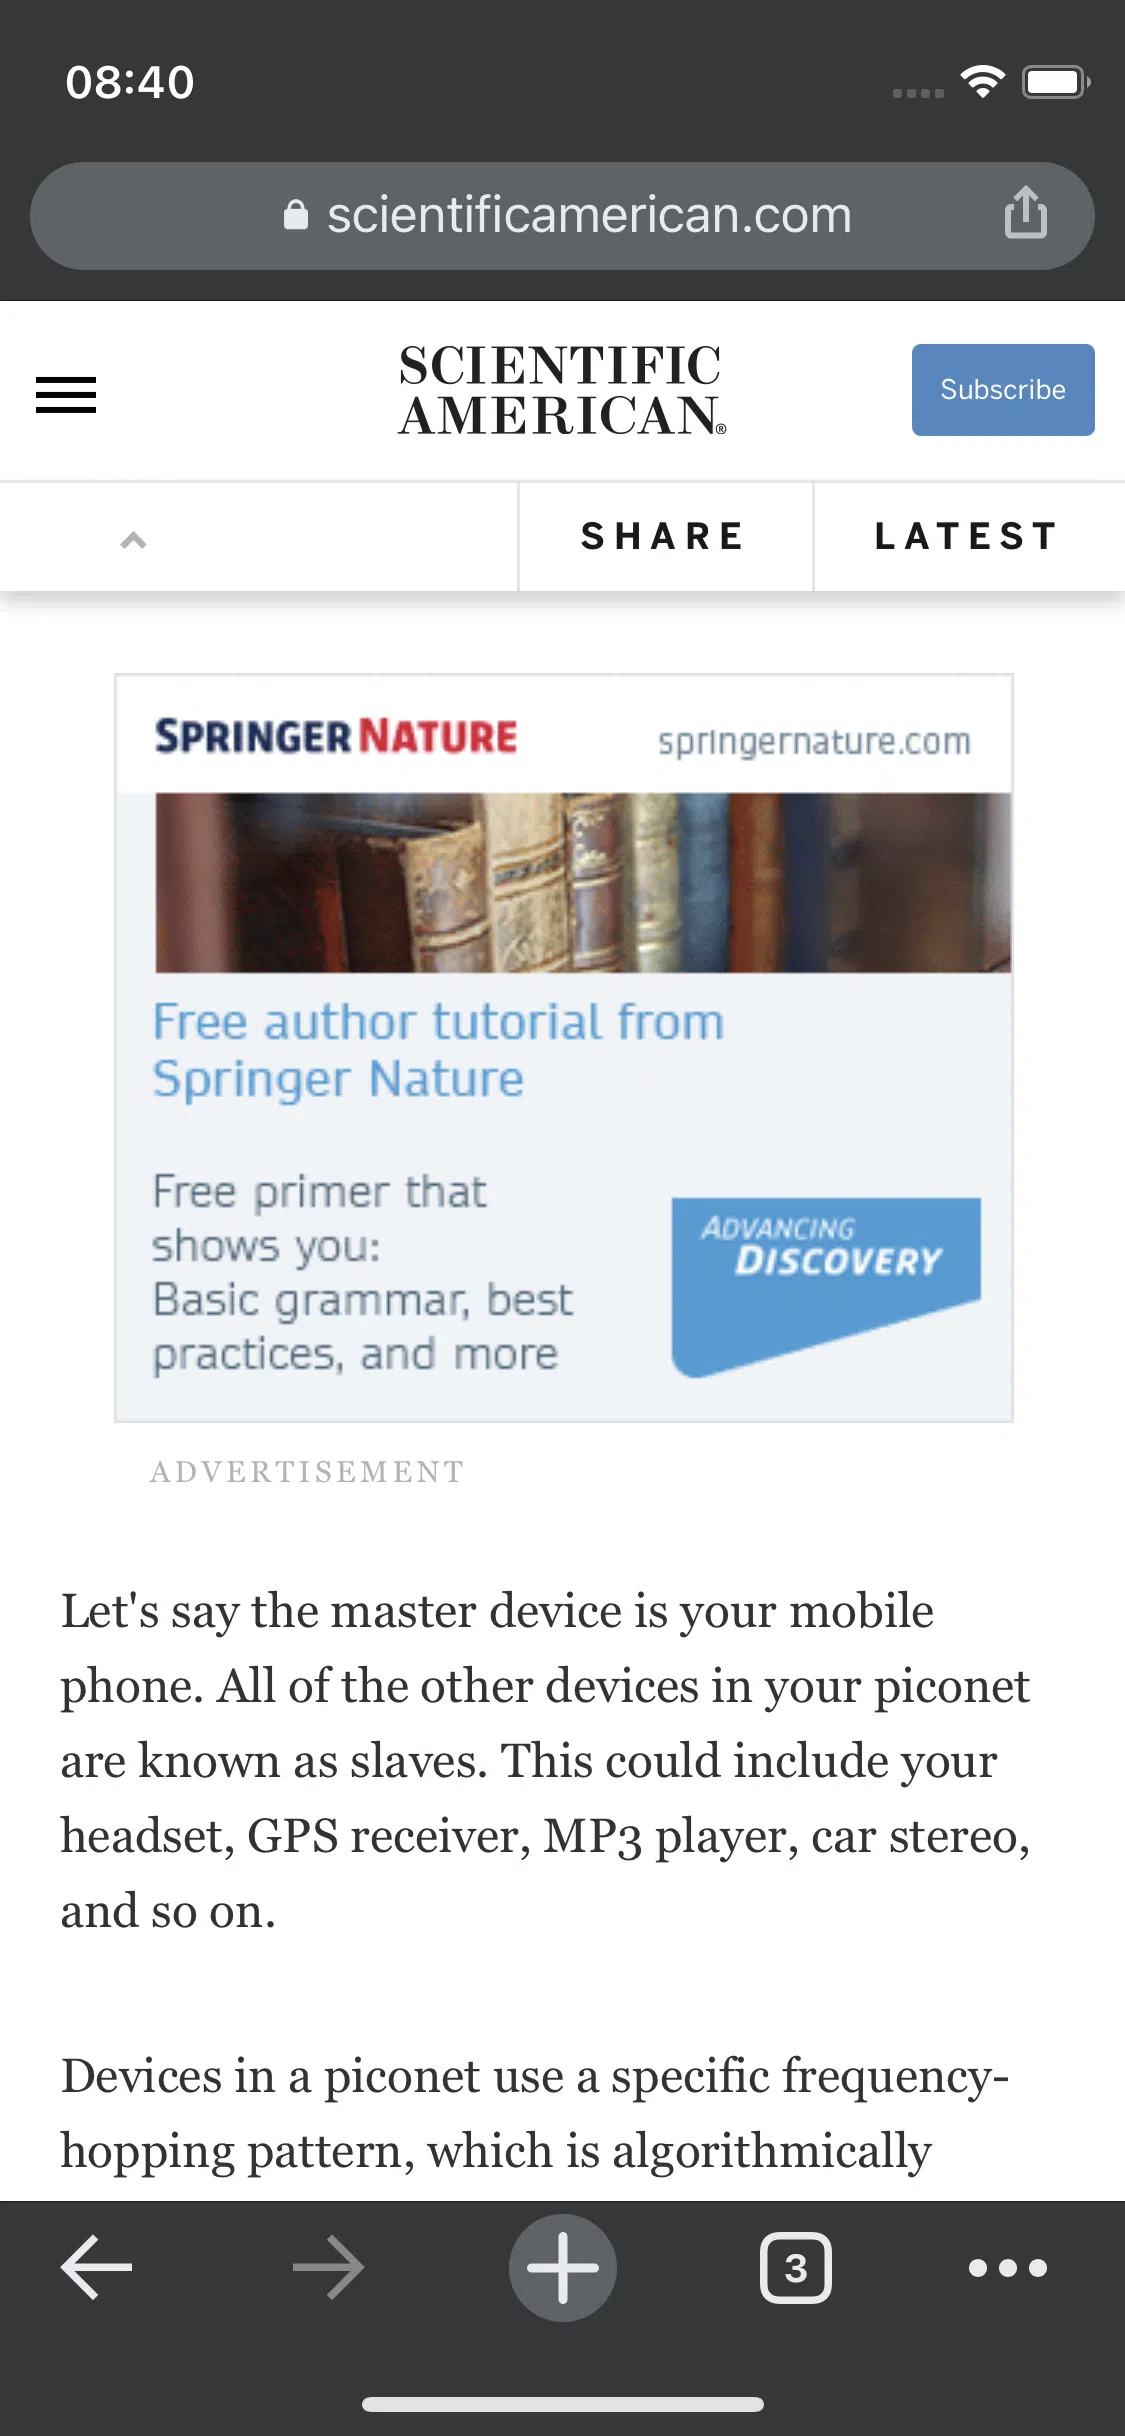 08:40
scientificamerican.com
SCIENTIFIC
AMERICAN®
Subscribe
SHARE
LATEST
SPRINGER NATURE
springernature.com
Free author tutorial from
Springer Nature
Free primer that
shows you:
Basic grammar, best
practices, and more
ADVANCING
DISCOVERY
ADVERTISEMENT
Let's say the master device is your mobile
phone. All of the other devices in your piconet
are known as slaves. This could include your
headset, GPS receiver, MP3 player, car stereo,
and so on.
Devices in a piconet use a specific frequency-
hopping pattern, which is algorithmically
3